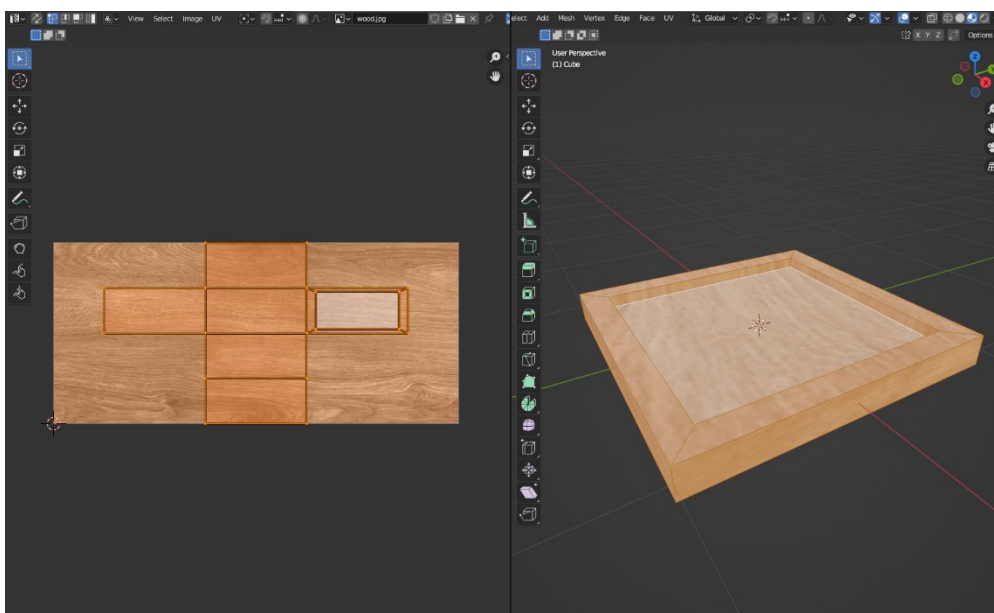 View Select Image UV
wood.jpg
elect Add Mesh Vertex Edge Face UV
Global
X Y Z
Options
User Perspective
(1) Cube
Z
Y
X